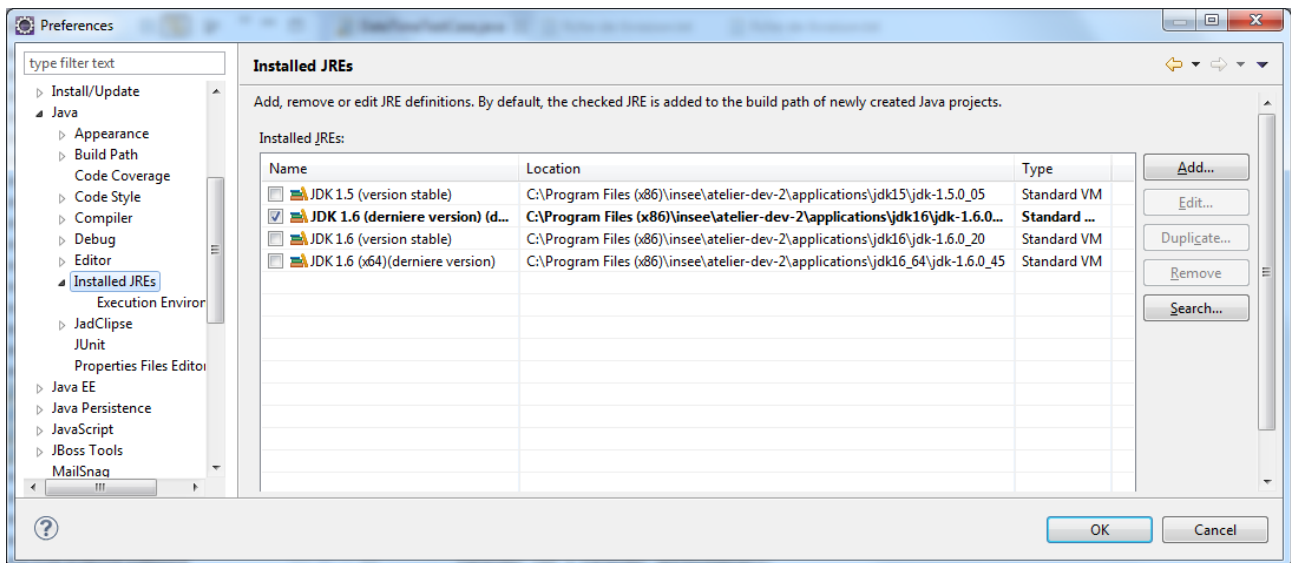 Preferences
type filter text
Install/Update
Java
Appearance
Build Path
Code Coverage
Code Style
Compiler
Debug
Editor
Installed JREs
Execution Environ
JadClipse
JUnit
Properties Files Editor
Java EE
Java Persistence
JavaScript
JBoss Tools
MailSnag
Installed JREs
Add, remove or edit JRE definitions. By default, the checked JRE is added to the build path of newly created Java projects.
Installed JREs:
Name Location Type
JDK 1.5 (version stable) C:\Program Files (x86)\insee\atelier-dev-2\applications\jdk15\jdk-1.5.0_05 Standard VM
JDK 1.6 (derniere version) (d... C:\Program Files (x86)\insee\atelier-dev-2\applications\jdk16\jdk-1.6.0... Standard ...
JDK 1.6 (version stable) C:\Program Files (x86)\insee\atelier-dev-2\applications\jdk16\jdk-1.6.0_20 Standard VM
JDK 1.6 (x64)(derniere version) C:\Program Files (x86)\insee\atelier-dev-2\applications\jdk16_64\jdk-1.6.0_45 Standard VM
Add...
Edit...
Duplicate...
Remove
Search...
OK Cancel